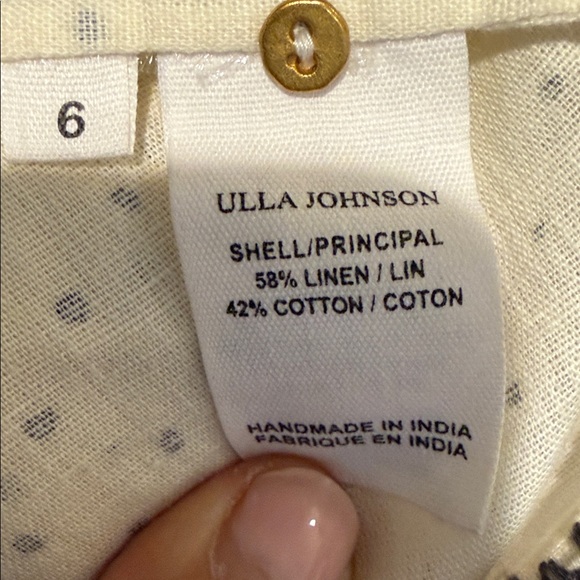 6
ULLA JOHNSON
SHELL/PRINCIPAL
58% LINEN / LIN
42% COTTON / COTON
HANDMADE IN INDIA
FABRIQUE EN INDIA